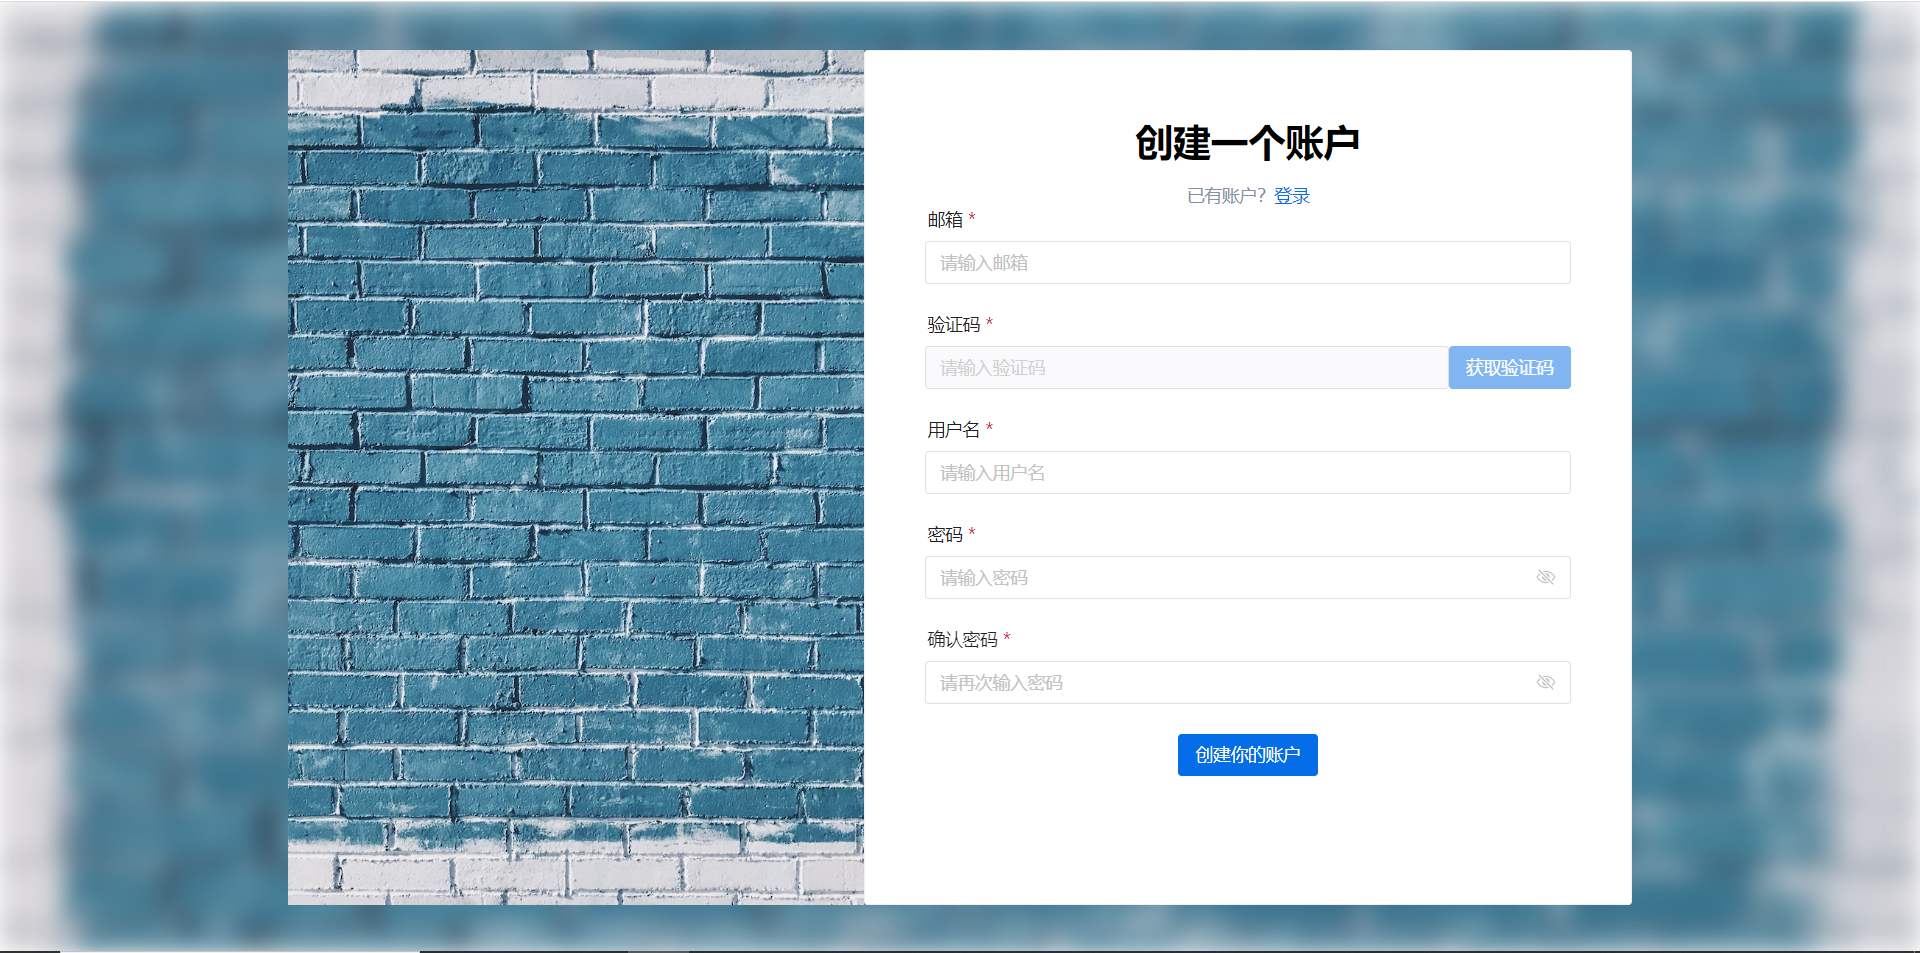 创建一个账户
已有账户？登录
邮箱 *
请输入邮箱
验证码 *
请输入验证码
获取验证码
用户名 *
请输入用户名
密码 *
请输入密码
确认密码 *
请再次输入密码
创建你的账户